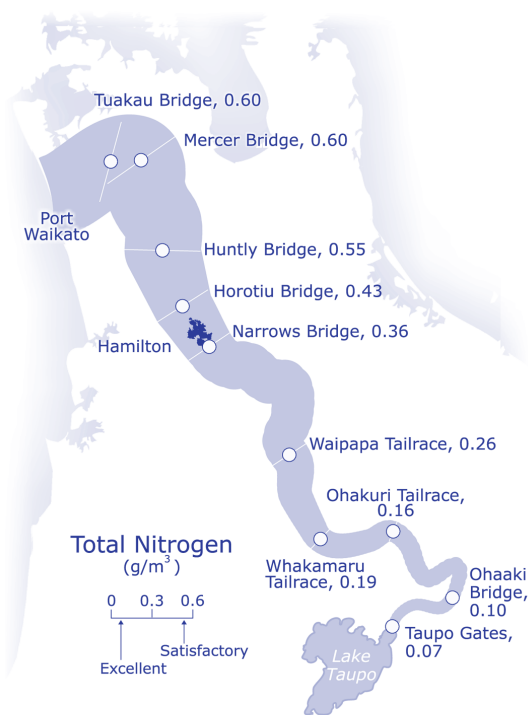 Tuakau Bridge, 0.60
Mercer Bridge, 0.60
Port
Waikato
Huntly Bridge, 0.55
Horotiu Bridge, 0.43
Narrows Bridge, 0.36
Hamilton
Waipapa Tailrace, 0.26
Ohakuri Tailrace,
0.16
Total Nitrogen
(g/m³)
Whakamaru
Tailrace, 0.19
Ohaaki
Bridge,
0.10
0 0.3 0.6
Taupo Gates,
0.07
Satisfactory
Excellent
Lake
Taupo